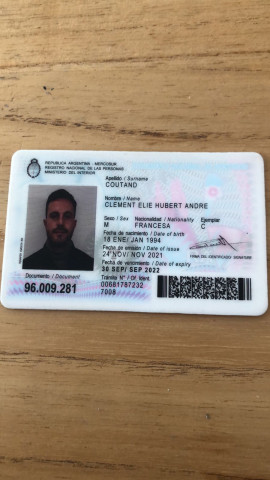 REPUBLICA ARGENTINA - MERCOSUR
REGISTRO NACIONAL DE LAS PERSONAS
MINISTERIO DEL INTERIOR
Apellido / Surname
COUTAND
Nombre / Name
CLEMENT ELIE HUBERT ANDRE
Sexo / Sex Nacionalidad / Nationality Ejemplar
M FRANCESA C
Fecha de nacimiento / Date of birth
18 ENE/ JAN 1994
Fecha de emisión / Date of issue
24 NOV/ NOV 2021
FIRMA DEL IDENTIFICADO / SIGNATURE
Fecha de vencimiento / Date of expiry
30 SEP/ SEP 2022
Documento / Document
96.009.281
Trámite N° / Of. Ident.
00681787232
7098